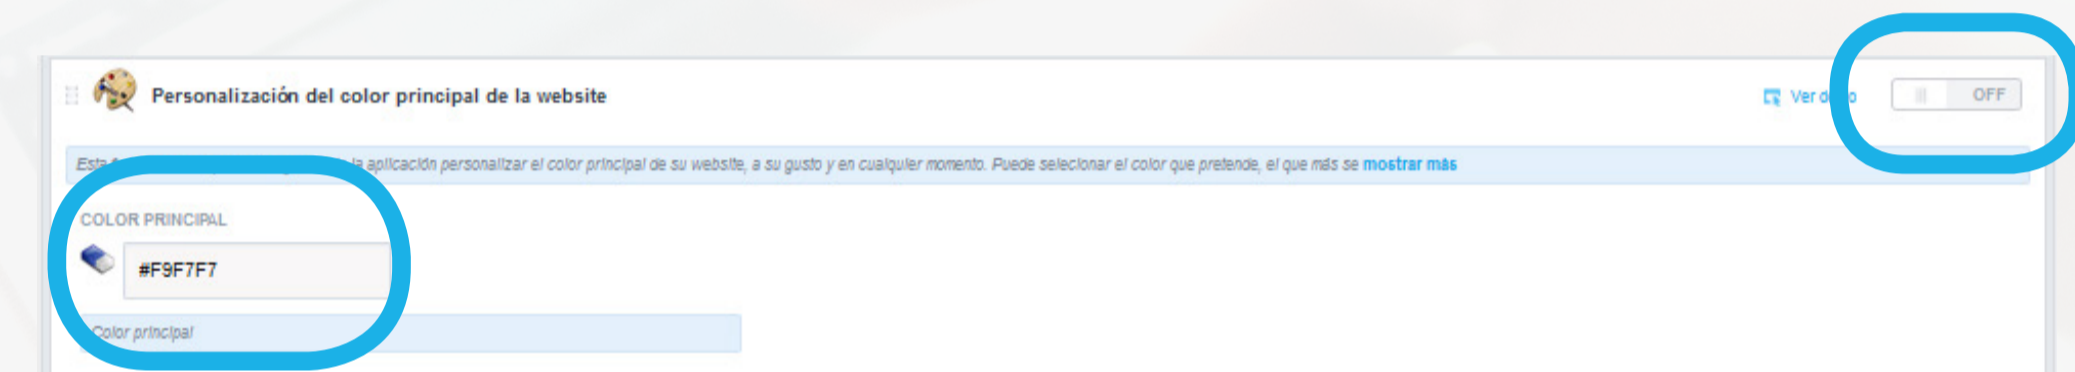 Personalización del color principal de la website
Ver
OFF
la aplicación personalizar el color principal de su website, a su gusto y en cualquier momento. Puede selecionar el color que pretende, el que más se mostrar más
COLOR PRINCIPAL
#F9F7F7
Color principal